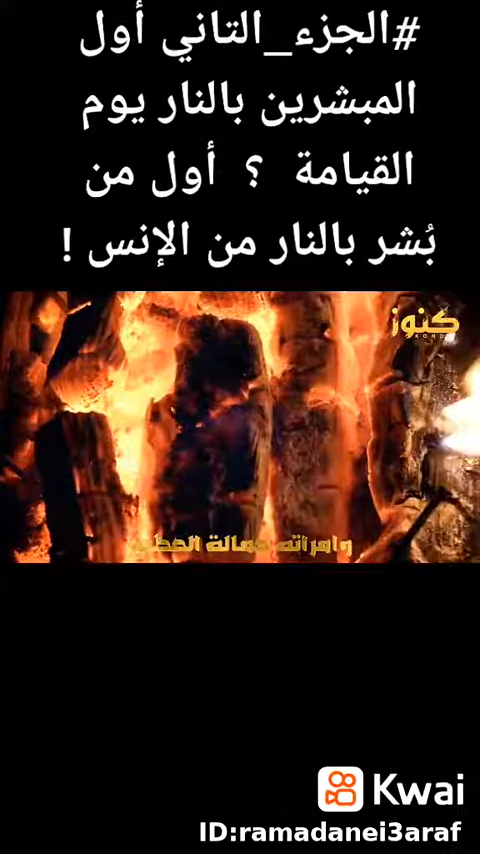 #الجزء_التاني أول
المبشرين بالنار يوم
القيامة ؟ أول من
بُشر بالنار من الإنس !
كنوز
وامرأته حمالة الحطب
Kwai
ID:ramadanei3araf